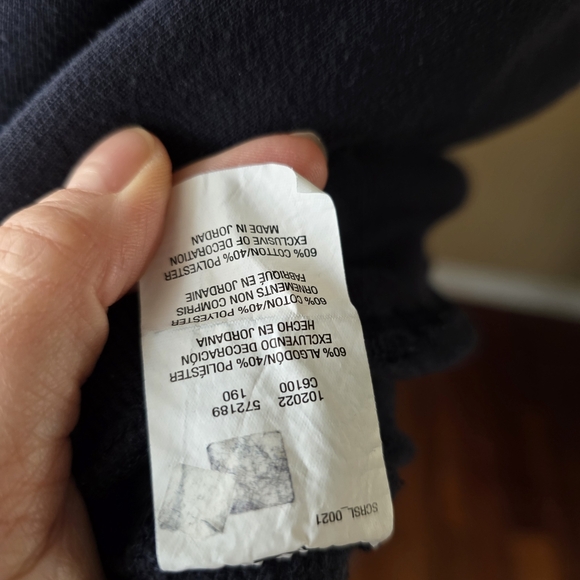 SCRSL_0021
102022 572189
C6100 190
60% ALGODÓN/40% POLIÉSTER
EXCLUYENDO DECORACIÓN
HECHO EN JORDANIA
60% COTON/40% POLYESTER
ORNEMENTS NON COMPRIS
FABRIQUÉ EN JORDANIE
60% COTTON/40% POLYESTER
EXCLUSIVE OF DECORATION
MADE IN JORDAN